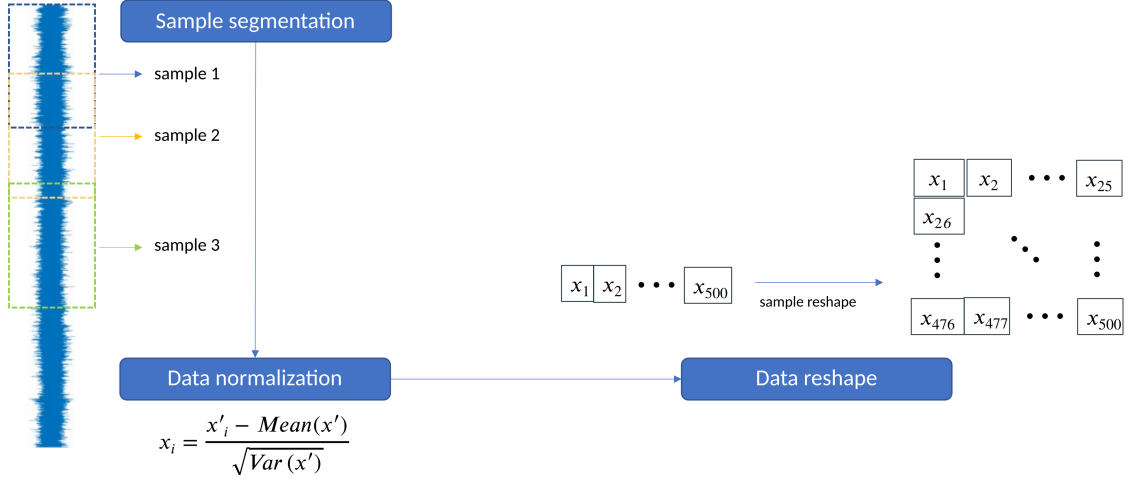 Sample segmentation
sample 1
sample 2
sample 3
x₁ x₂ ••• x₂₅
x₂₆
x₁ x₂ ••• x₅₀₀
sample reshape
x₄₇₆ x₄₇₇ ••• x₅₀₀
Data normalization
Data reshape
xᵢ = (x'ᵢ − Mean(x')) / √Var (x')